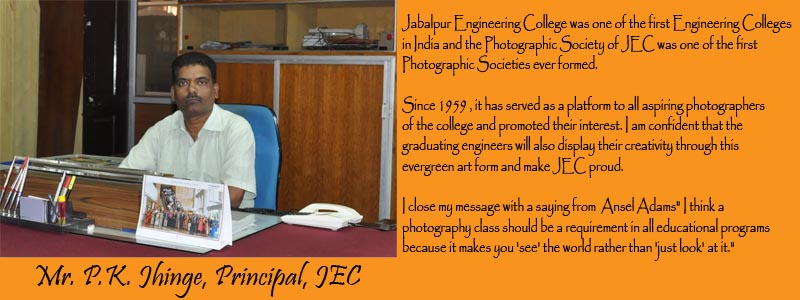 Jabalpur Engineering College was one of the first Engineering Colleges
in India and the Photographic Society of JEC was one of the first
Photographic Societies ever formed.
Since 1959 , it has served as a platform to all aspiring photographers
of the college and promoted their interest. I am confident that the
graduating engineers will also display their creativity through this
evergreen art form and make JEC proud.
I close my message with a saying from Ansel Adams" I think a
photography class should be a requirement in all educational programs
because it makes you 'see' the world rather than 'just look' at it."
Mr. P.K. Jhinge, Principal, JEC